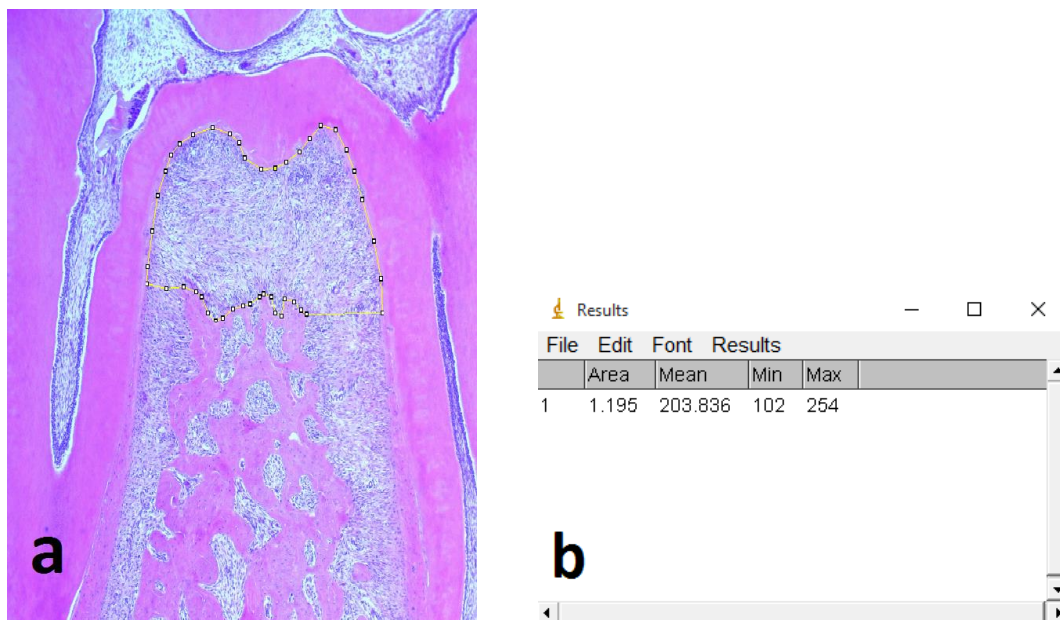 a
Results
File Edit Font Results
Area Mean Min Max
1 1.195 203.836 102 254
b